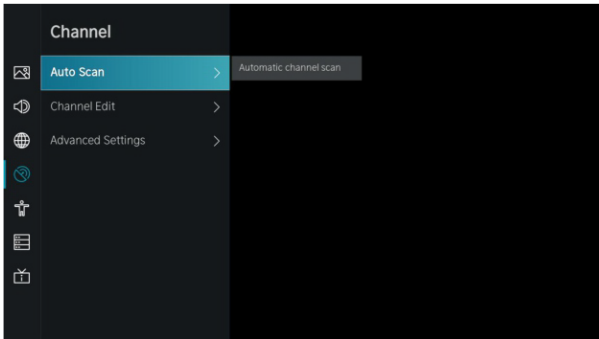 Channel
Auto Scan
Automatic channel scan
Channel Edit
Advanced Settings